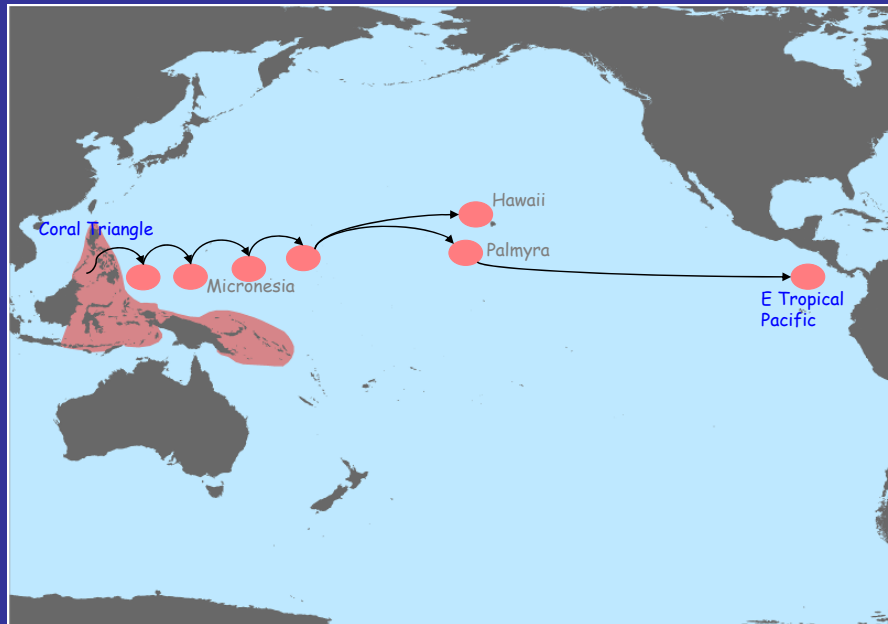 Hawaii
Coral Triangle
Palmyra
Micronesia
E Tropical
Pacific